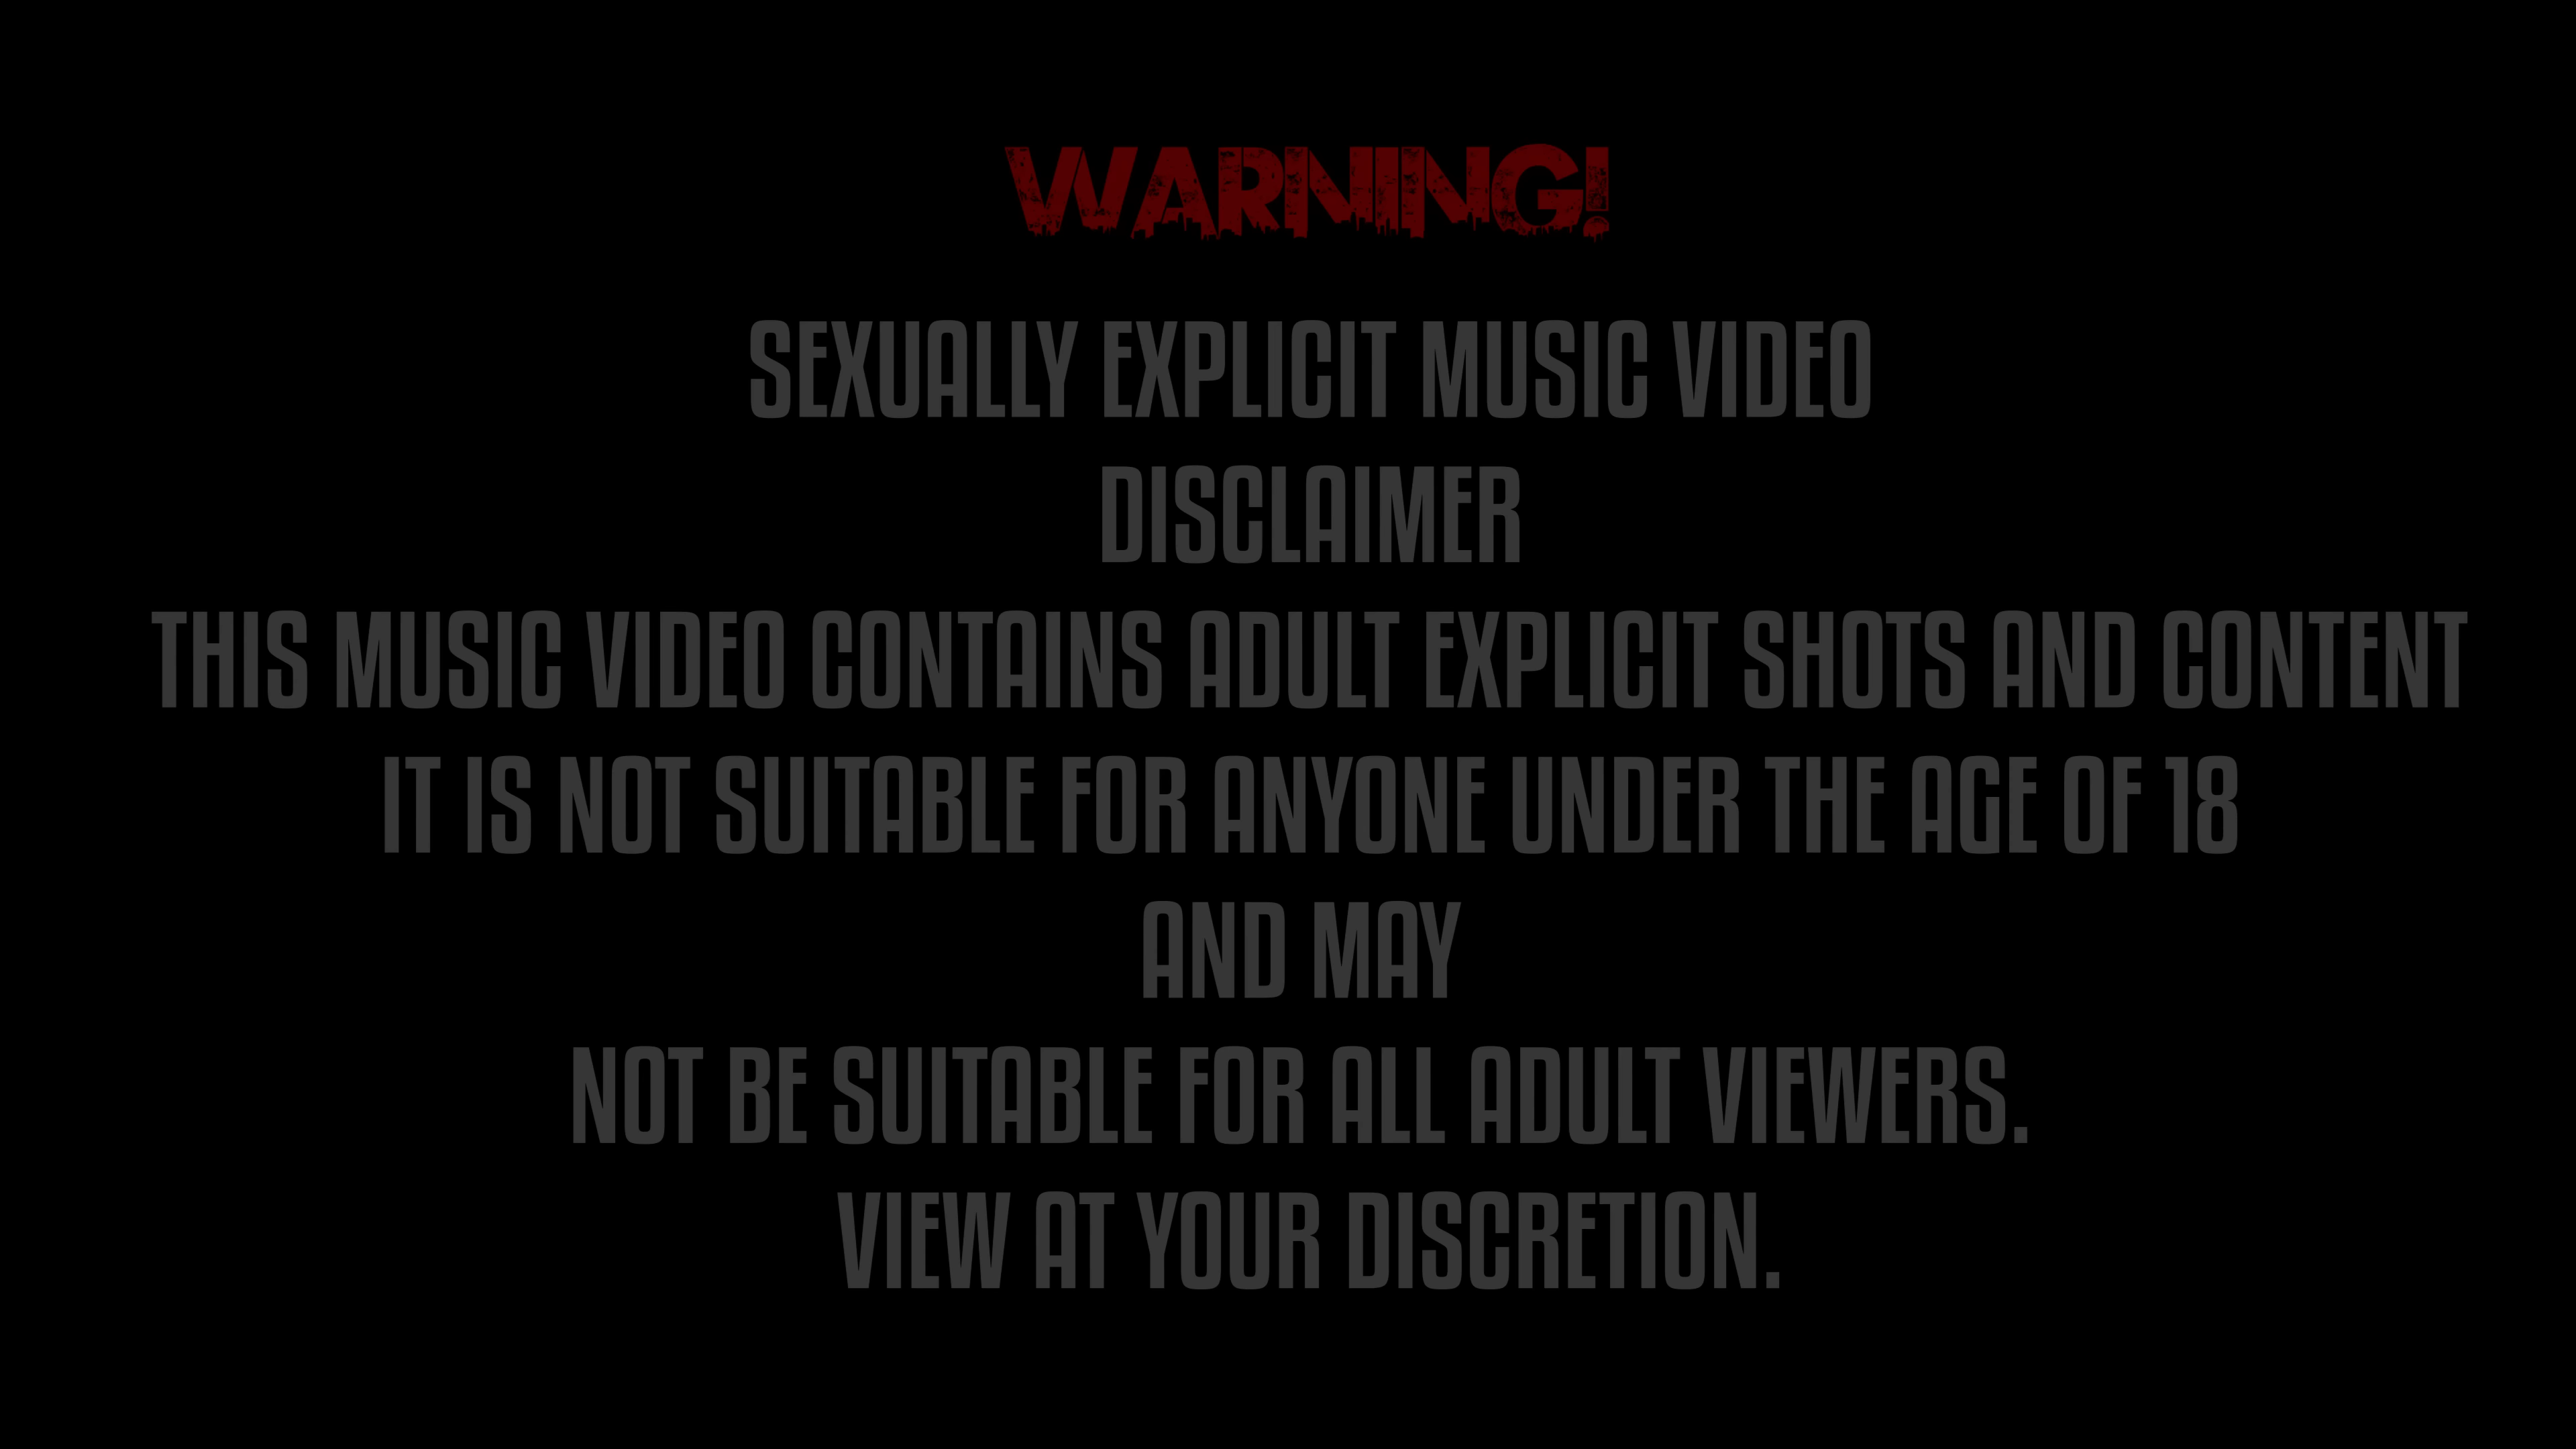 WARNING!
SEXUALLY EXPLICIT MUSIC VIDEO
DISCLAIMER
THIS MUSIC VIDEO CONTAINS ADULT EXPLICIT SHOTS AND CONTENT
IT IS NOT SUITABLE FOR ANYONE UNDER THE AGE OF 18
AND MAY
NOT BE SUITABLE FOR ALL ADULT VIEWERS.
VIEW AT YOUR DISCRETION.